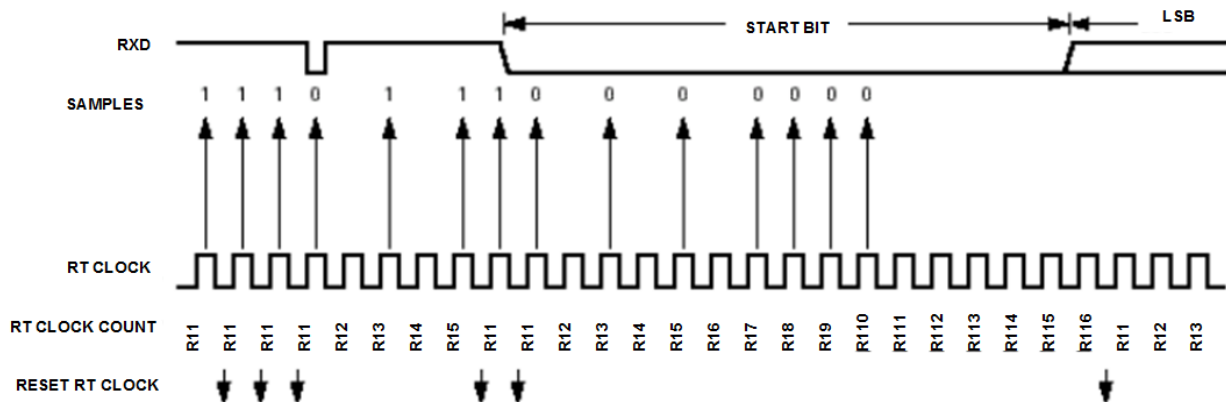 START BIT
LSB
RXD
SAMPLES
1 1 1 0 1 1 1 0 0 0 0 0 0 0
RT CLOCK
RT CLOCK COUNT
R11 R11 R11 R11 R12 R13 R14 R15 R11 R11 R12 R13 R14 R15 R16 R17 R18 R19 R110 R111 R112 R113 R114 R115 R116 R11 R12 R13
RESET RT CLOCK